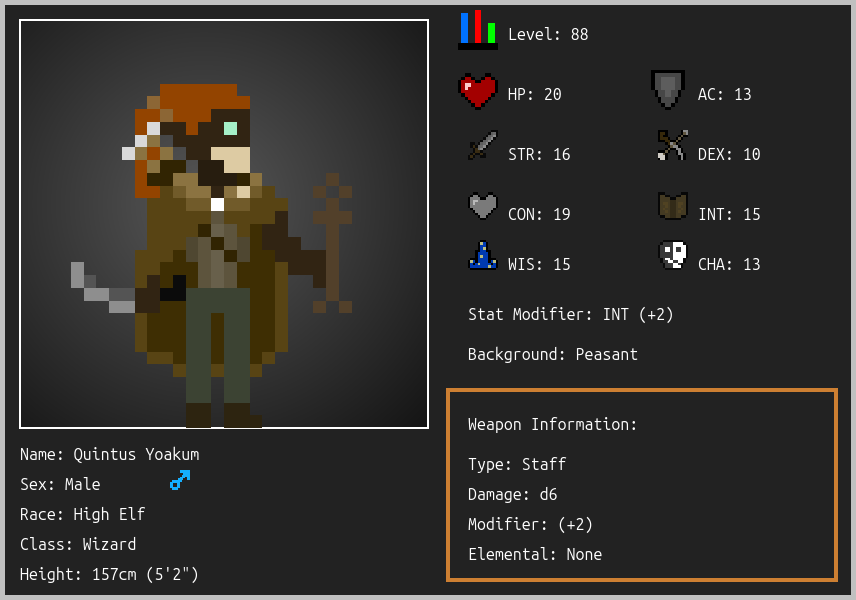 Level: 88
HP: 20
AC: 13
STR: 16
DEX: 10
CON: 19
INT: 15
WIS: 15
CHA: 13
Stat Modifier: INT (+2)
Background: Peasant
Weapon Information:
Type: Staff
Damage: d6
Modifier: (+2)
Elemental: None
Name: Quintus Yoakum
Sex: Male
Race: High Elf
Class: Wizard
Height: 157cm (5'2")